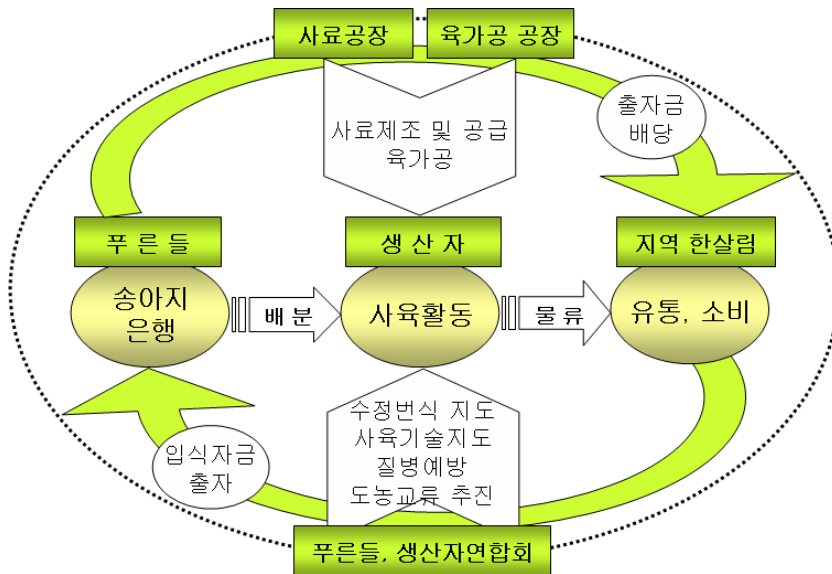 사료공장
육가공 공장
출자금
배당
사료제조 및 공급
육가공
푸 른 들
생 산 자
지역 한살림
송아지
은행
배 분
사육활동
물 류
유통, 소비
수정번식 지도
사육기술지도
질병예방
도농교류 추진
입식자금
출자
푸른들, 생산자연합회